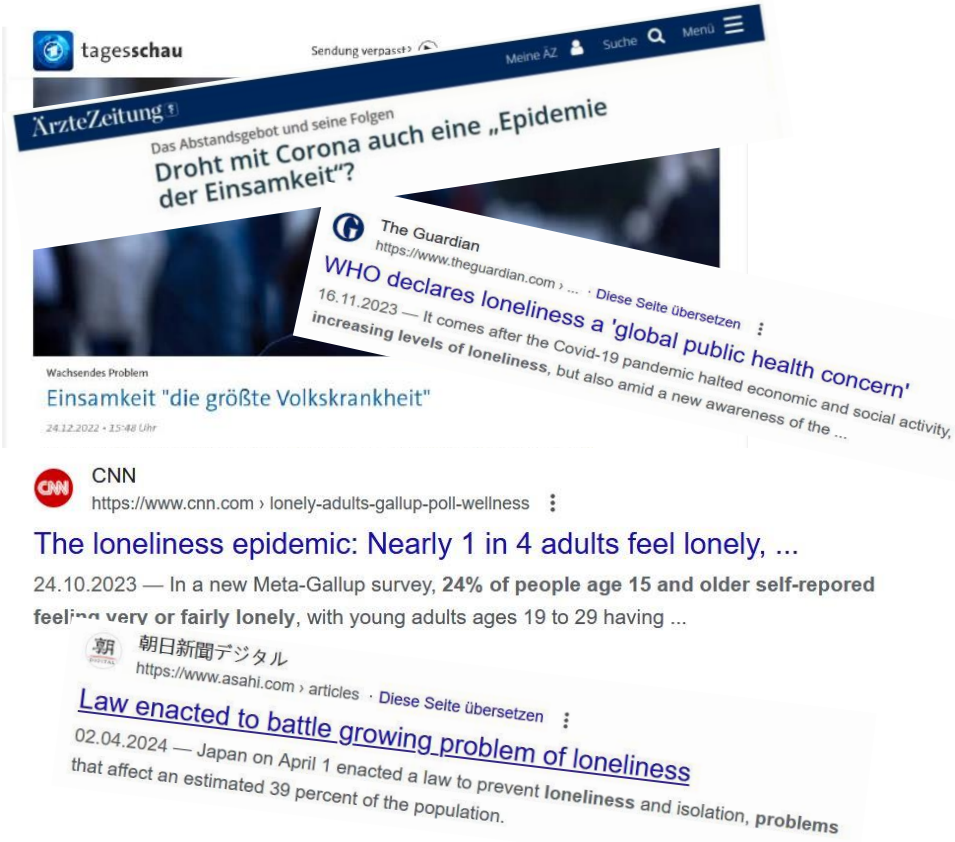 tagesschau
Sendung verpasst?
Meine ÄZ
Suche
Menü
ÄrzteZeitung
Das Abstandsgebot und seine Folgen
Droht mit Corona auch eine „Epidemie
der Einsamkeit“?
The Guardian
https://www.theguardian.com › ... · Diese Seite übersetzen
WHO declares loneliness a 'global public health concern'
16.11.2023 — It comes after the Covid-19 pandemic halted economic and social activity,
increasing levels of loneliness, but also amid a new awareness of the ...
Wachsendes Problem
Einsamkeit "die größte Volkskrankheit"
24.12.2022 • 15:48 Uhr
CNN
CNN
https://www.cnn.com › lonely-adults-gallup-poll-wellness
The loneliness epidemic: Nearly 1 in 4 adults feel lonely, ...
24.10.2023 — In a new Meta-Gallup survey, 24% of people age 15 and older self-repored
feeling very or fairly lonely, with young adults ages 19 to 29 having ...
朝
DIGITAL
朝日新聞デジタル
https://www.asahi.com › articles · Diese Seite übersetzen
Law enacted to battle growing problem of loneliness
02.04.2024 — Japan on April 1 enacted a law to prevent loneliness and isolation, problems
that affect an estimated 39 percent of the population.